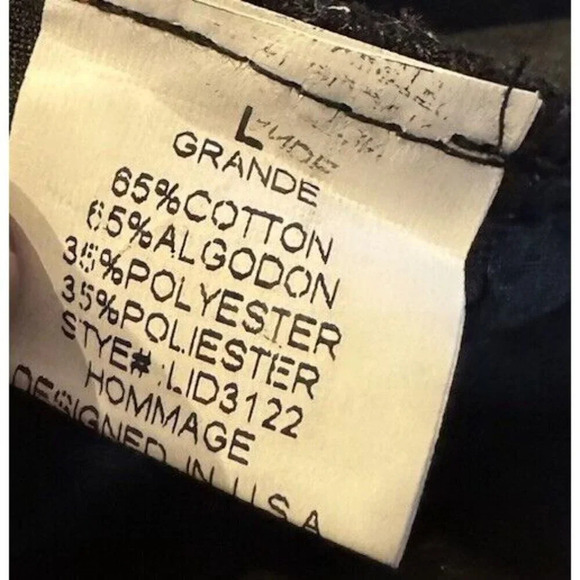 L
GRANDE
65%COTTON
65%ALGODON
35%POLYESTER
35%POLIESTER
STYE#:LID3122
HOMMAGE
DESIGNED IN U.S.A